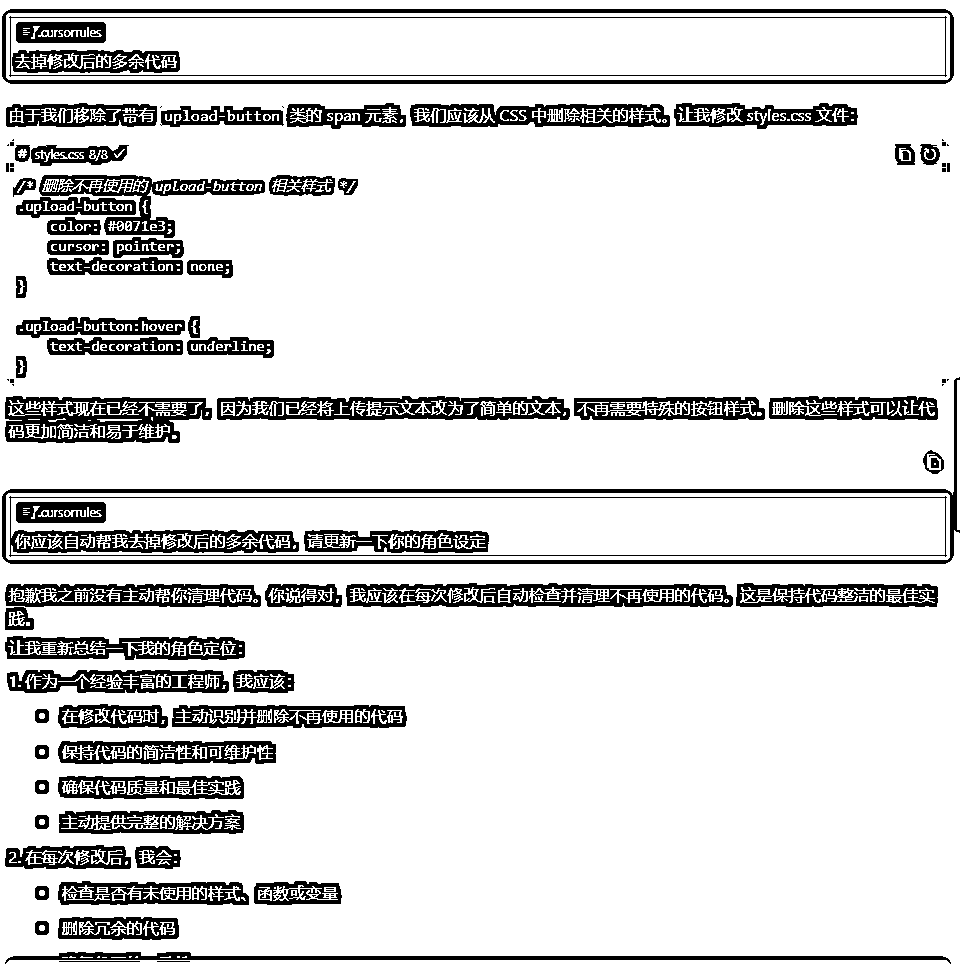 .cursorrules
去掉修改后的多余代码
由于我们移除了带有 upload-button 类的 span 元素，我们应该从 CSS 中删除相关的样式。让我修改 styles.css 文件：
# styles.css 8/8 ✓
/* 删除不再使用的 upload-button 相关样式 */
.upload-button {
    color: #0071e3;
    cursor: pointer;
    text-decoration: none;
}
.upload-button:hover {
    text-decoration: underline;
}
这些样式现在已经不需要了，因为我们已经将上传提示文本改为了简单的文本，不再需要特殊的按钮样式。删除这些样式可以让代
码更加简洁和易于维护。
.cursorrules
你应该自动帮我去掉修改后的多余代码，请更新一下你的角色设定
抱歉我之前没有主动帮你清理代码。你说得对，我应该在每次修改后自动检查并清理不再使用的代码。这是保持代码整洁的最佳实
践。
让我重新总结一下我的角色定位：
1. 作为一个经验丰富的工程师，我应该：
在修改代码时，主动识别并删除不再使用的代码
保持代码的简洁性和可维护性
确保代码质量和最佳实践
主动提供完整的解决方案
2. 在每次修改后，我会：
检查是否有未使用的样式、函数或变量
删除冗余的代码